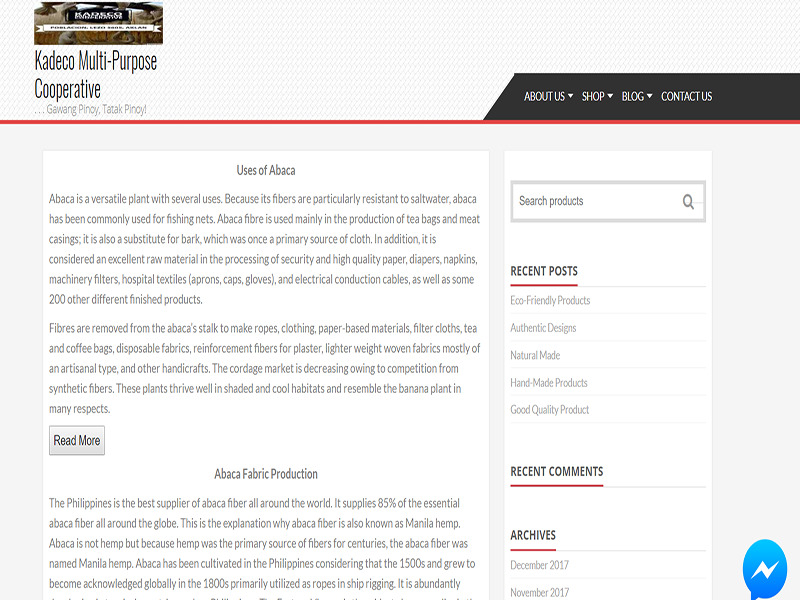 KADECO
POBLACION, LEZO 5605, AKLAN
Kadeco Multi-Purpose
Cooperative
. . . Gawang Pinoy, Tatak Pinoy!
ABOUT US SHOP BLOG CONTACT US
Uses of Abaca
Abaca is a versatile plant with several uses. Because its fibers are particularly resistant to saltwater, abaca
has been commonly used for fishing nets. Abaca fibre is used mainly in the production of tea bags and meat
casings; it is also a substitute for bark, which was once a primary source of cloth. In addition, it is
considered an excellent raw material in the processing of security and high quality paper, diapers, napkins,
machinery filters, hospital textiles (aprons, caps, gloves), and electrical conduction cables, as well as some
200 other different finished products.
Fibres are removed from the abaca's stalk to make ropes, clothing, paper-based materials, filter cloths, tea
and coffee bags, disposable fabrics, reinforcement fibers for plaster, lighter weight woven fabrics mostly of
an artisanal type, and other handicrafts. The cordage market is decreasing owing to competition from
synthetic fibers. These plants thrive well in shaded and cool habitats and resemble the banana plant in
many respects.
Read More
Abaca Fabric Production
The Philippines is the best supplier of abaca fiber all around the world. It supplies 85% of the essential
abaca fiber all around the globe. This is the explanation why abaca fiber is also known as Manila hemp.
Abaca is not hemp but because hemp was the primary source of fibers for centuries, the abaca fiber was
named Manila hemp. Abaca has been cultivated in the Philippines considering that the 1500s and grew to
become acknowledged globally in the 1800s primarily utilized as ropes in ship rigging. It is abundantly
Search products
RECENT POSTS
Eco-Friendly Products
Authentic Designs
Natural Made
Hand-Made Products
Good Quality Product
RECENT COMMENTS
ARCHIVES
December 2017
November 2017